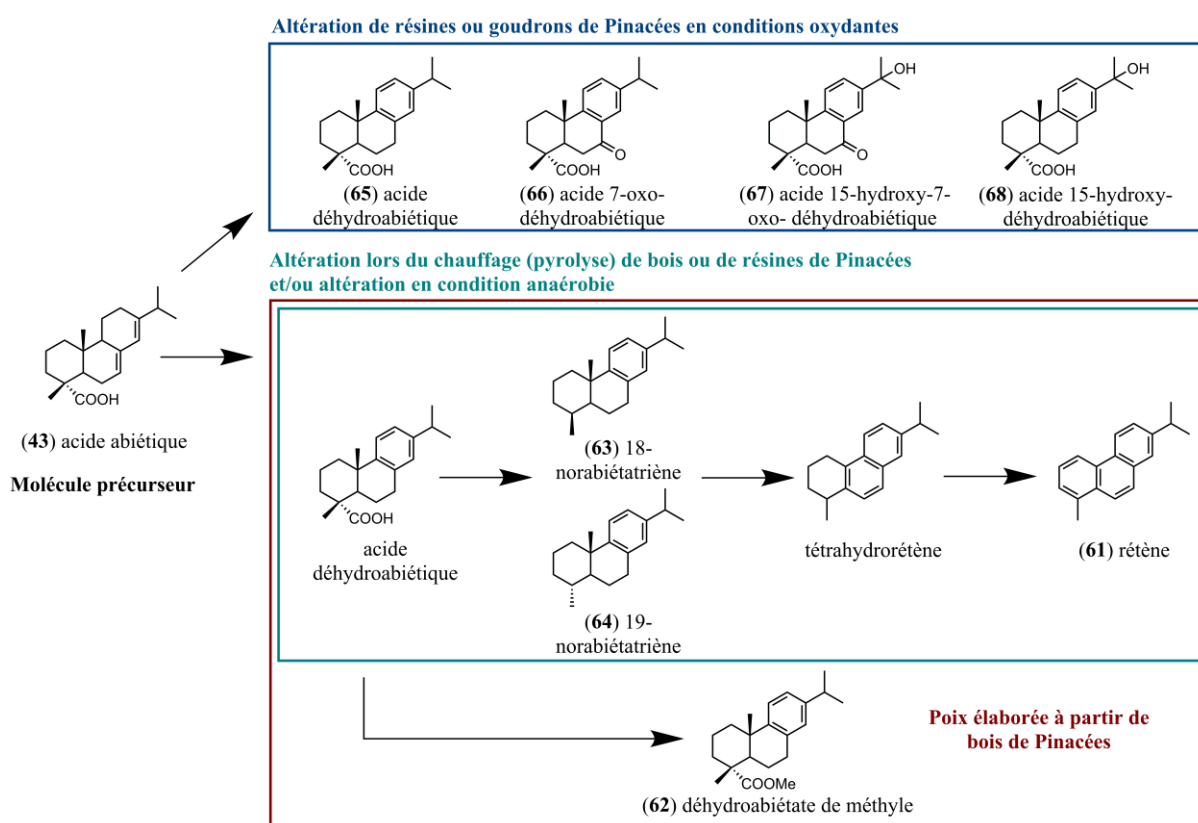 Altération de résines ou goudrons de Pinacées en conditions oxydantes
OH
OH
COOH
COOH
O
COOH
O
COOH
(65) acide
déhydroabiétique
(66) acide 7-oxo-
déhydroabiétique
(67) acide 15-hydroxy-7-
oxo- déhydroabiétique
(68) acide 15-hydroxy-
déhydroabiétique
Altération lors du chauffage (pyrolyse) de bois ou de résines de Pinacées
et/ou altération en condition anaérobie
COOH
(43) acide abiétique
Molécule précurseur
COOH
acide
déhydroabiétique
(63) 18-
norabiétatriène
(64) 19-
norabiétatriène
tétrahydrorétène
(61) rétène
COOMe
(62) déhydroabiétate de méthyle
Poix élaborée à partir de
bois de Pinacées